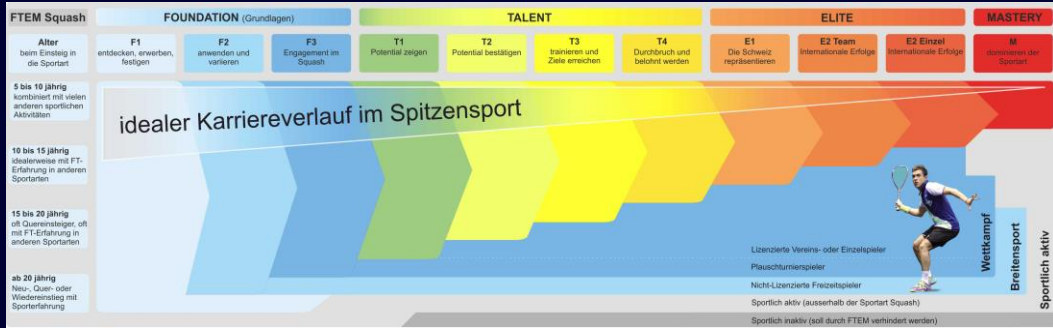 FTEM Squash
FOUNDATION (Grundlagen)
TALENT
ELITE
MASTERY
Alter
beim Einsteig in
die Sportart
F1
entdecken, erwerben,
festigen
F2
anwenden und
variieren
F3
Engagement im
Squash
T1
Potential zeigen
T2
Potential bestätigen
T3
trainieren und
Ziele erreichen
T4
Durchbruch und
belohnt werden
E1
Die Schweiz
repräsentieren
E2 Team
Internationale Erfolge
E2 Einzel
Internationale Erfolge
M
dominieren der
Sportart
5 bis 10 jährig
kombiniert mit vielen
anderen sportlichen
Aktivitäten
idealer Karriereverlauf im Spitzensport
10 bis 15 jährig
idealerweise mit FT-
Erfahrung in anderen
Sportarten
15 bis 20 jährig
oft Quereinsteiger, oft
mit FT-Erfahrung in
anderen Sportarten
ab 20 jährig
Neu-, Quer- oder
Wiedereinstieg mit
Sporterfahrung
Lizenzierte Vereins- oder Einzelspieler
Plauschturnierspieler
Nicht-Lizenzierte Freizeitspieler
Sportlich aktiv (ausserhalb der Sportart Squash)
Sportlich inaktiv (soll durch FTEM verhindert werden)
Wettkampf
Breitensport
Sportlich aktiv